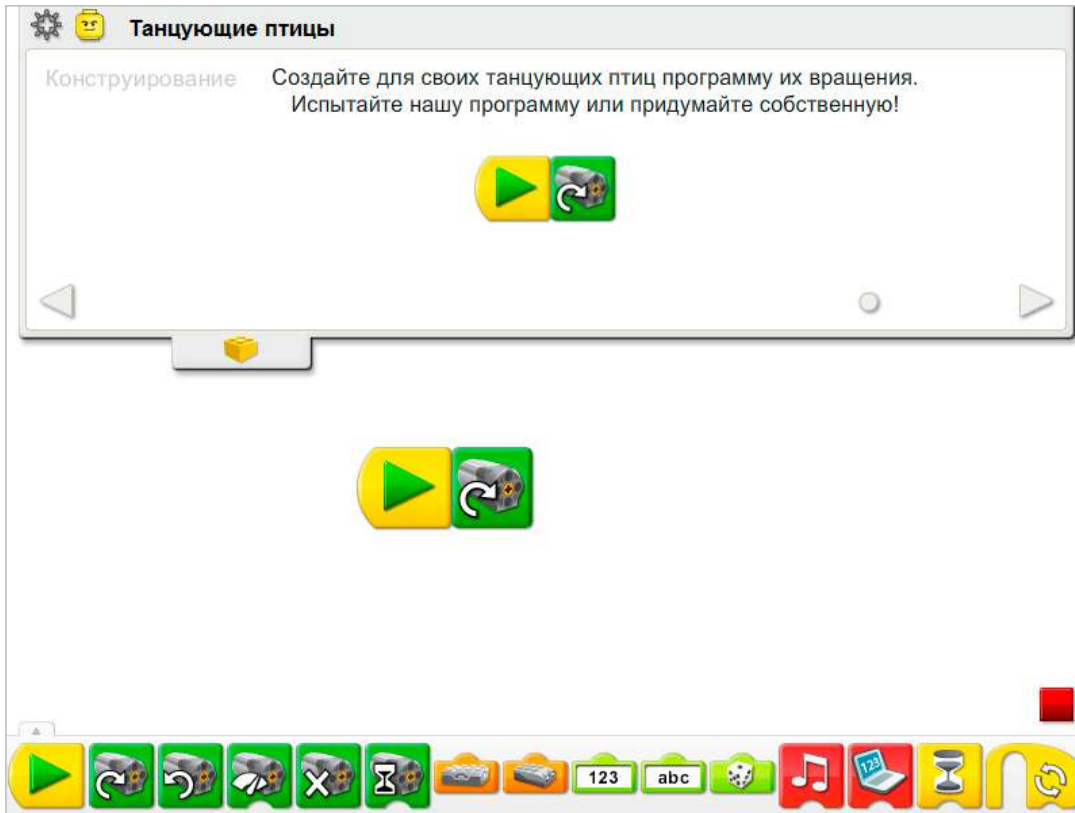 Танцующие птицы
Конструирование
Создайте для своих танцующих птиц программу их вращения.
Испытайте нашу программу или придумайте собственную!
123
abc
123